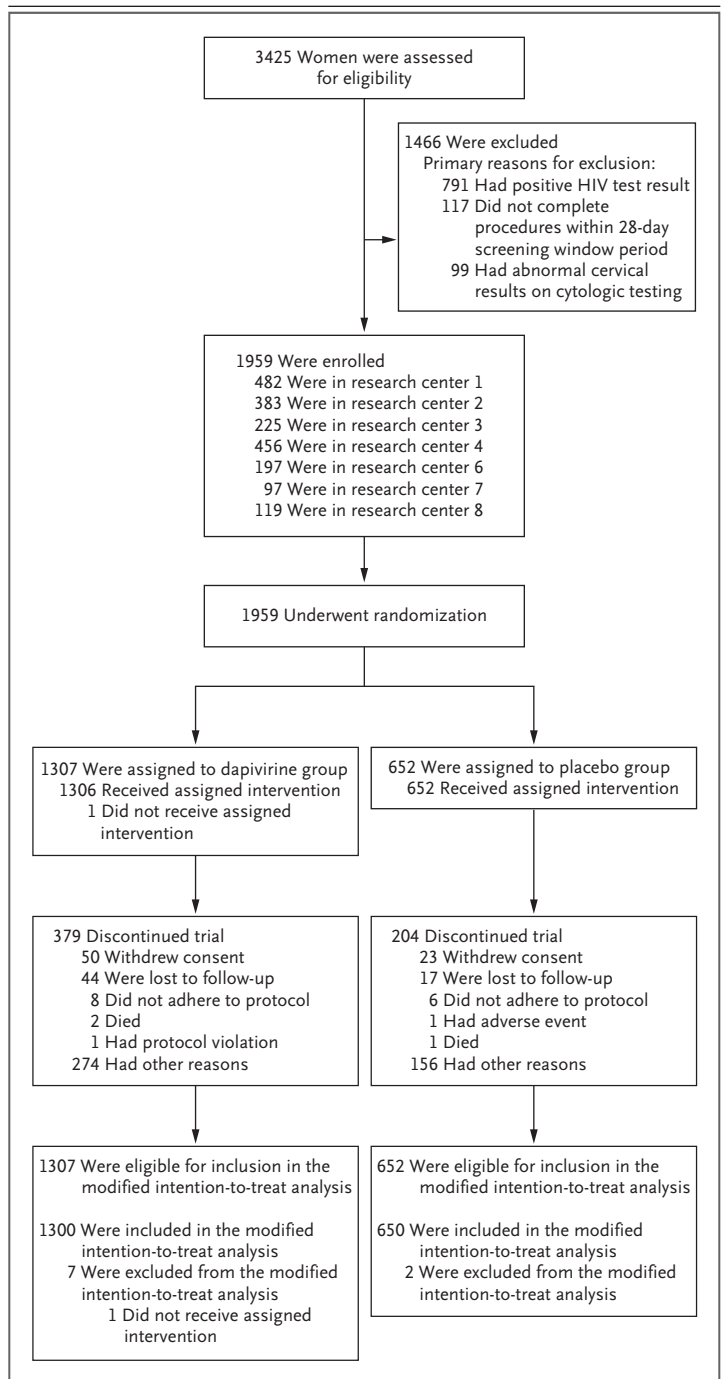 3425 Women were assessed
for eligibility
1466 Were excluded
Primary reasons for exclusion:
791 Had positive HIV test result
117 Did not complete
procedures within 28-day
screening window period
99 Had abnormal cervical
results on cytologic testing
1959 Were enrolled
482 Were in research center 1
383 Were in research center 2
225 Were in research center 3
456 Were in research center 4
197 Were in research center 6
97 Were in research center 7
119 Were in research center 8
1959 Underwent randomization
1307 Were assigned to dapivirine group
1306 Received assigned intervention
1 Did not receive assigned
intervention
652 Were assigned to placebo group
652 Received assigned intervention
379 Discontinued trial
50 Withdrew consent
44 Were lost to follow-up
8 Did not adhere to protocol
2 Died
1 Had protocol violation
274 Had other reasons
204 Discontinued trial
23 Withdrew consent
17 Were lost to follow-up
6 Did not adhere to protocol
1 Had adverse event
1 Died
156 Had other reasons
1307 Were eligible for inclusion in the
modified intention-to-treat analysis
1300 Were included in the modified
intention-to-treat analysis
7 Were excluded from the modified
intention-to-treat analysis
1 Did not receive assigned
intervention
652 Were eligible for inclusion in the
modified intention-to-treat analysis
650 Were included in the modified
intention-to-treat analysis
2 Were excluded from the modified
intention-to-treat analysis